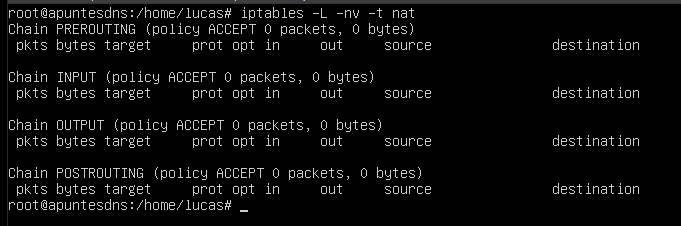 root@apuntesdns:/home/lucas# iptables -L -nv -t nat
Chain PREROUTING (policy ACCEPT 0 packets, 0 bytes)
 pkts bytes target     prot opt in     out     source               destination

Chain INPUT (policy ACCEPT 0 packets, 0 bytes)
 pkts bytes target     prot opt in     out     source               destination

Chain OUTPUT (policy ACCEPT 0 packets, 0 bytes)
 pkts bytes target     prot opt in     out     source               destination

Chain POSTROUTING (policy ACCEPT 0 packets, 0 bytes)
 pkts bytes target     prot opt in     out     source               destination
root@apuntesdns:/home/lucas# _